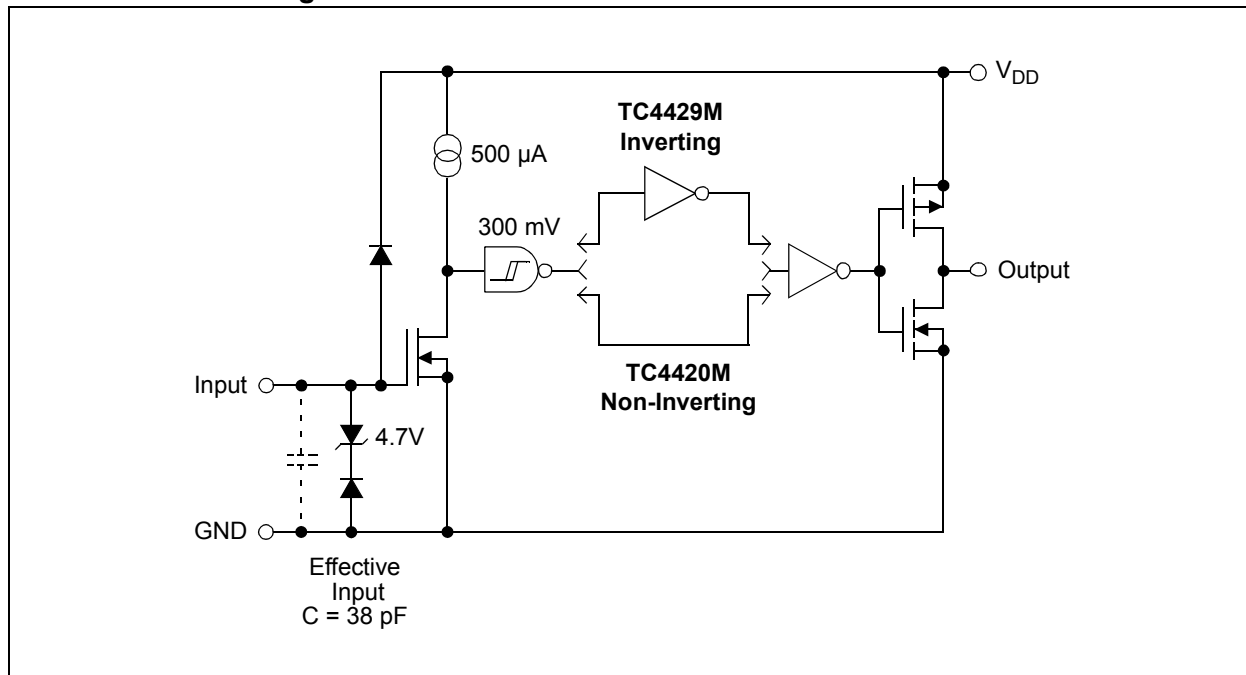 V_DD
TC4429M
Inverting
500 µA
300 mV
Output
Input
TC4420M
Non-Inverting
4.7V
GND
Effective
Input
C = 38 pF